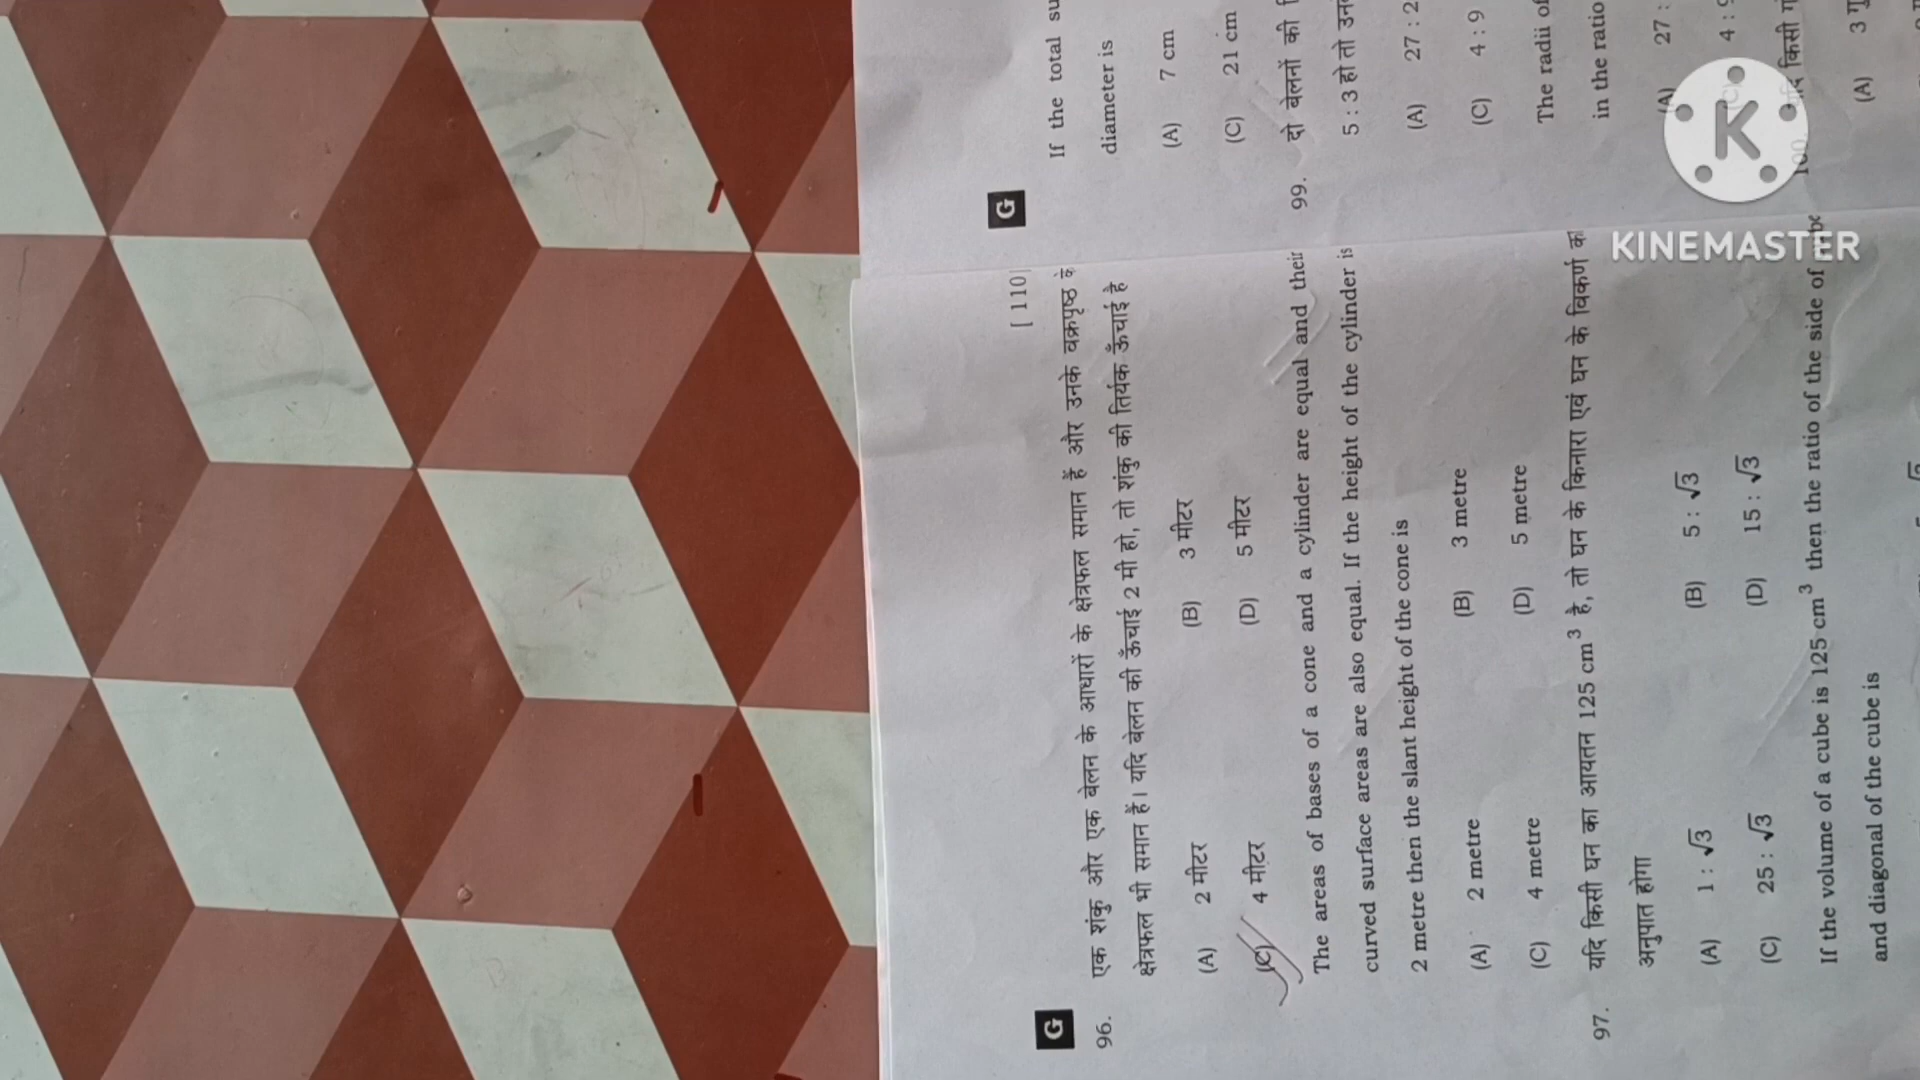 G
[ 110
96. एक शंकु और एक बेलन के आधारों के क्षेत्रफल समान हैं और उनके वक्रपृष्ठ के
क्षेत्रफल भी समान हैं। यदि बेलन की ऊँचाई 2 मी हो, तो शंकु की तिर्यक ऊँचाई है
(A) 2 मीटर (B) 3 मीटर
(C) 4 मीटर (D) 5 मीटर
The areas of bases of a cone and a cylinder are equal and their
curved surface areas are also equal. If the height of the cylinder is
2 metre then the slant height of the cone is
(A) 2 metre (B) 3 metre
(C) 4 metre (D) 5 metre
97. यदि किसी घन का आयतन 125 cm³ है, तो घन के किनारा एवं घन के विकर्ण का
अनुपात होगा
(A) 1 : √3 (B) 5 : √3
(C) 25 : √3 (D) 15 : √3
If the volume of a cube is 125 cm³ then the ratio of the side of
and diagonal of the cube is
G
If the total
diameter is
(A) 7 cm
(C) 21 cm
99. दो बेलनों की
5 : 3 हो तो
(A) 27 :
(C) 4 : 9
The radii of
in the ratio
(A) 27 :
4 :
100. यदि किसी
(A) 3
K
KINEMASTER